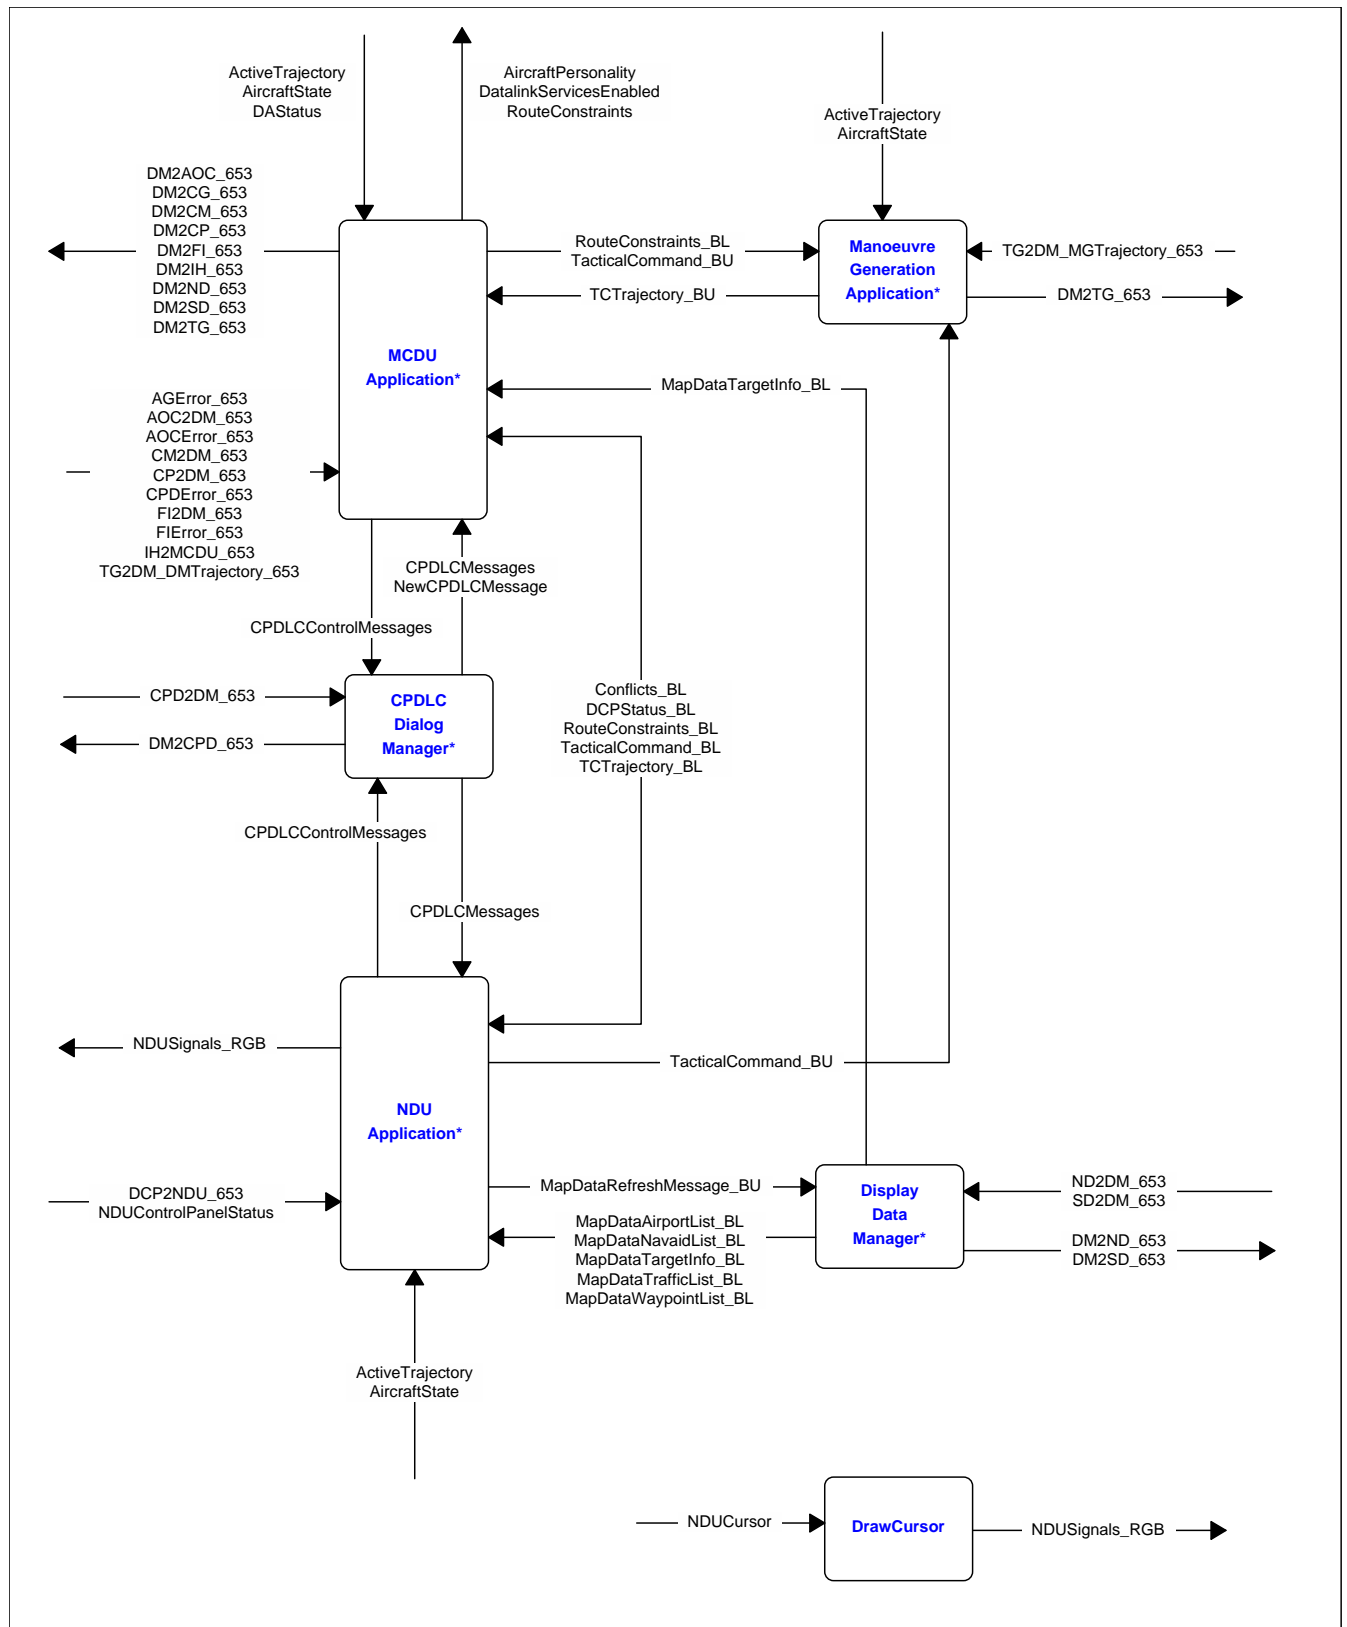 ActiveTrajectory
AircraftState
DAStatus
AircraftPersonality
DatalinkServicesEnabled
RouteConstraints
ActiveTrajectory
AircraftState
DM2AOC_653
DM2CG_653
DM2CM_653
DM2CP_653
DM2FI_653
DM2IH_653
DM2ND_653
DM2SD_653
DM2TG_653
RouteConstraints_BL
TacticalCommand_BU
TCTrajectory_BU
Manoeuvre
Generation
Application*
TG2DM_MGTrajectory_653
DM2TG_653
MCDU
Application*
MapDataTargetInfo_BL
AGError_653
AOC2DM_653
AOCError_653
CM2DM_653
CP2DM_653
CPDError_653
FI2DM_653
FIError_653
IH2MCDU_653
TG2DM_DMTrajectory_653
CPDLCMessages
NewCPDLCMessage
CPDLCControlMessages
CPD2DM_653
DM2CPD_653
CPDLC
Dialog
Manager*
Conflicts_BL
DCPStatus_BL
RouteConstraints_BL
TacticalCommand_BL
TCTrajectory_BL
CPDLCControlMessages
CPDLCMessages
NDUSignals_RGB
TacticalCommand_BU
NDU
Application*
DCP2NDU_653
NDUControlPanelStatus
MapDataRefreshMessage_BU
MapDataAirportList_BL
MapDataNavaidList_BL
MapDataTargetInfo_BL
MapDataTrafficList_BL
MapDataWaypointList_BL
Display
Data
Manager*
ND2DM_653
SD2DM_653
DM2ND_653
DM2SD_653
ActiveTrajectory
AircraftState
NDUCursor
DrawCursor
NDUSignals_RGB